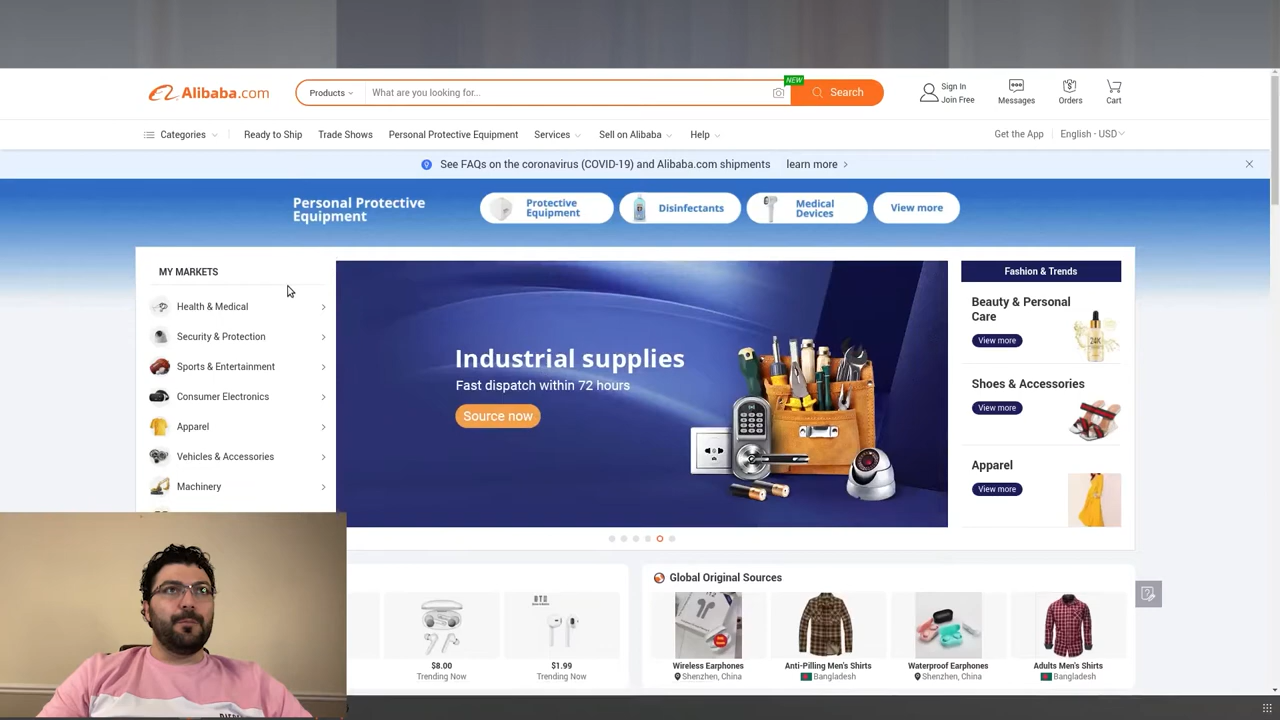 Alibaba.com
Products
What are you looking for...
NEW
Search
Sign In
Join Free
Messages
Orders
Cart
Categories
Ready to Ship
Trade Shows
Personal Protective Equipment
Services
Sell on Alibaba
Help
Get the App
English - USD
See FAQs on the coronavirus (COVID-19) and Alibaba.com shipments
learn more
Personal Protective
Equipment
Protective
Equipment
Disinfectants
Medical
Devices
View more
MY MARKETS
Health & Medical
Security & Protection
Sports & Entertainment
Consumer Electronics
Apparel
Vehicles & Accessories
Machinery
Industrial supplies
Fast dispatch within 72 hours
Source now
Fashion & Trends
Beauty & Personal
Care
View more
Shoes & Accessories
View more
Apparel
View more
$8.00
Trending Now
$1.99
Trending Now
Global Original Sources
Wireless Earphones
Shenzhen, China
Anti-Pilling Men's Shirts
Bangladesh
Waterproof Earphones
Shenzhen, China
Adults Men's Shirts
Bangladesh